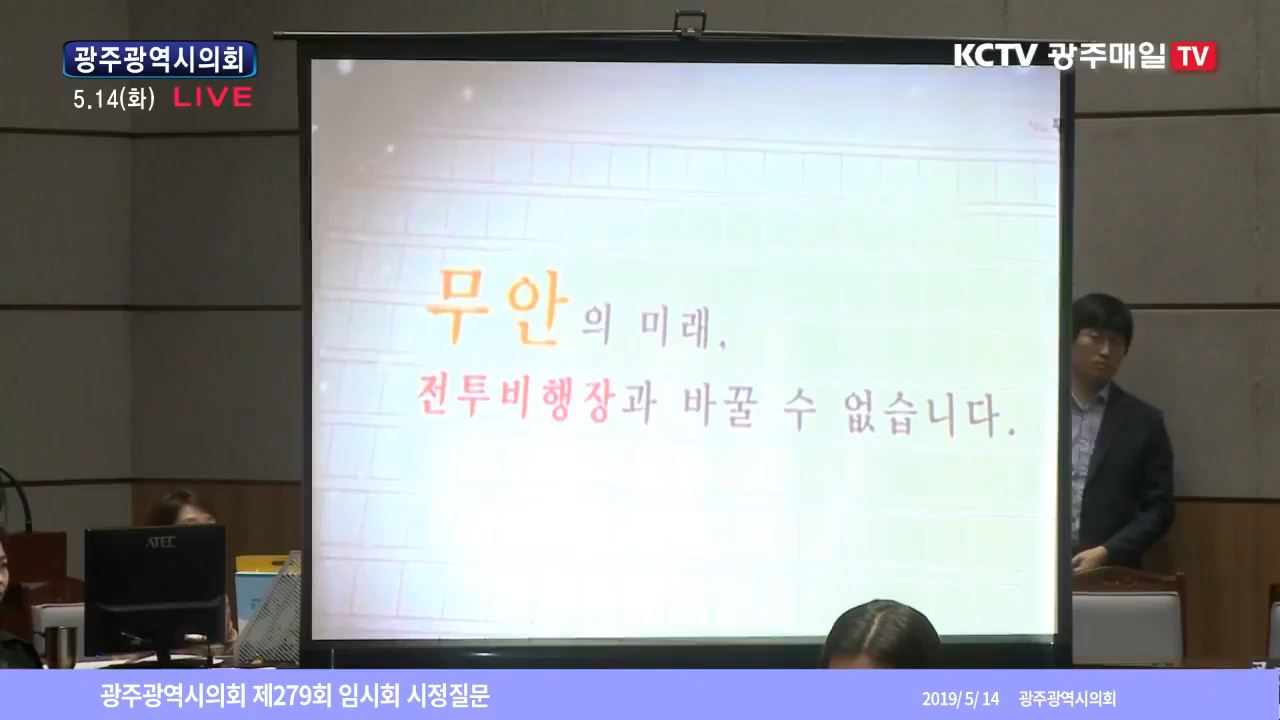 광주광역시의회
5.14(화) LIVE
KCTV 광주매일 TV
무안의 미래,
전투비행장과 바꿀 수 없습니다.
ATEC
광주광역시의회 제279회 임시회 시정질문
2019/ 5/ 14 광주광역시의회